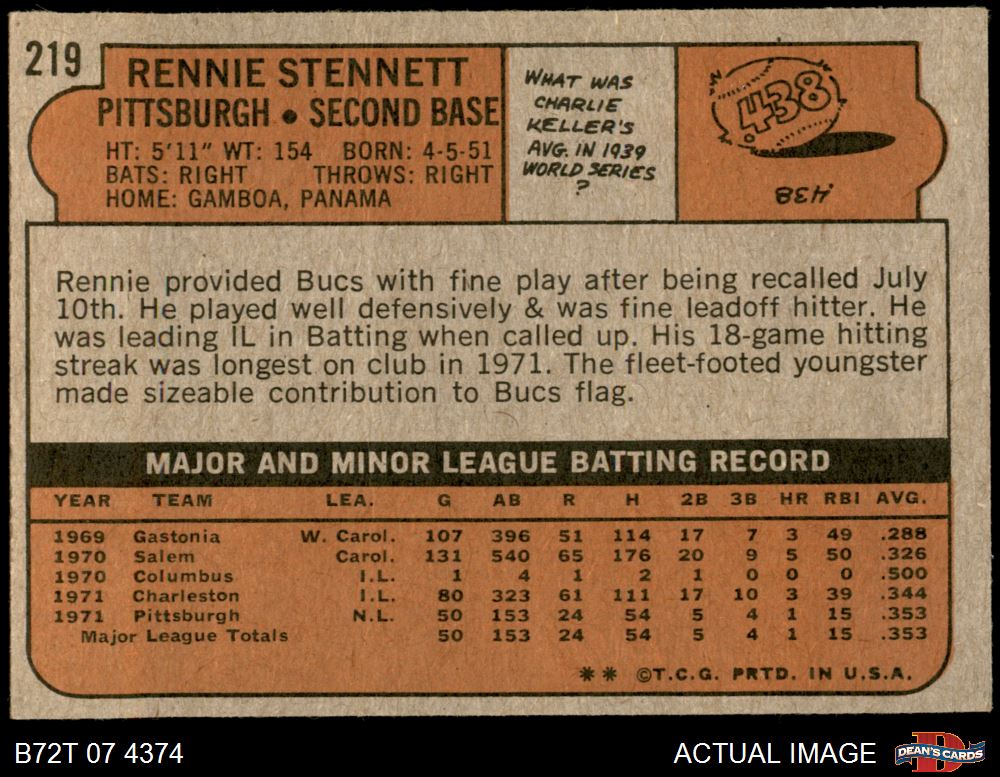 219
RENNIE STENNETT
PITTSBURGH • SECOND BASE
HT: 5'11" WT: 154 BORN: 4-5-51
BATS: RIGHT THROWS: RIGHT
HOME: GAMBOA, PANAMA
WHAT WAS
CHARLIE
KELLER'S
AVG. IN 1939
WORLD SERIES
?
.438
Rennie provided Bucs with fine play after being recalled July
10th. He played well defensively & was fine leadoff hitter. He
was leading IL in Batting when called up. His 18-game hitting
streak was longest on club in 1971. The fleet-footed youngster
made sizeable contribution to Bucs flag.
MAJOR AND MINOR LEAGUE BATTING RECORD
YEAR TEAM LEA. G AB R H 2B 3B HR RBI AVG.
1969 Gastonia W. Carol. 107 396 51 114 17 7 3 49 .288
1970 Salem Carol. 131 540 65 176 20 9 5 50 .326
1970 Columbus I.L. 1 4 1 2 1 0 0 0 .500
1971 Charleston I.L. 80 323 61 111 17 10 3 39 .344
1971 Pittsburgh N.L. 50 153 24 54 5 4 1 15 .353
Major League Totals 50 153 24 54 5 4 1 15 .353
** ©T.C.G. PRTD. IN U.S.A.
B72T 07 4374
ACTUAL IMAGE
DEAN'S CARDS